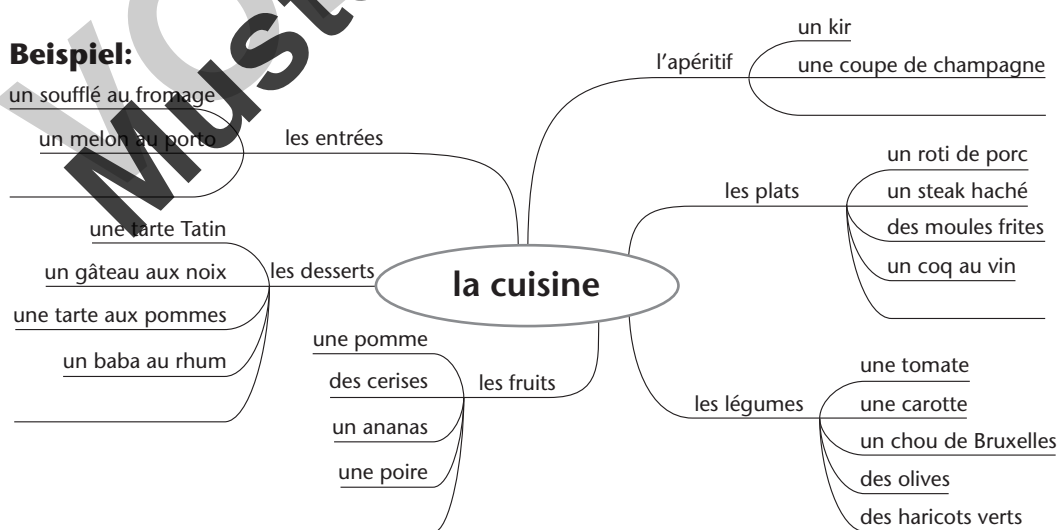 Beispiel:
un soufflé au fromage
un melon au porto
les entrées
une tarte Tatin
un gâteau aux noix
une tarte aux pommes
un baba au rhum
les desserts
la cuisine
l'apéritif
un kir
une coupe de champagne
les plats
un roti de porc
un steak haché
des moules frites
un coq au vin
les fruits
une pomme
des cerises
un ananas
une poire
les légumes
une tomate
une carotte
un chou de Bruxelles
des olives
des haricots verts